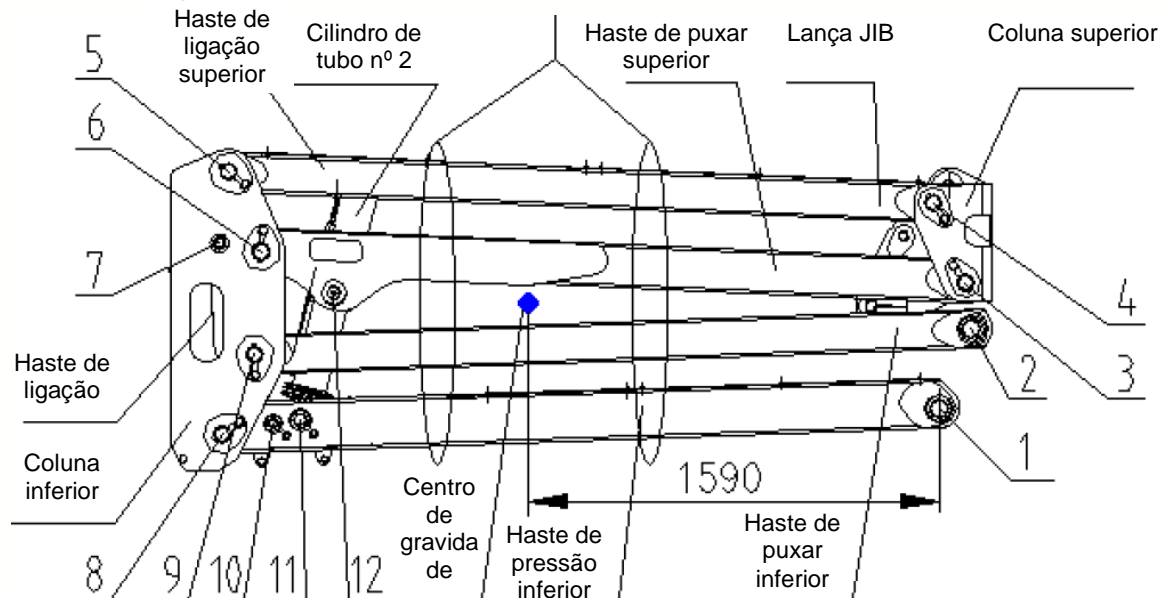 Haste de
ligação
superior
Cilindro de
tubo nº 2
Haste de puxar
superior
Lança JIB
Coluna superior
5
6
7
Haste de
ligação
Coluna
inferior
4
2
3
1
1590
8
9
10
11
12
Centro
de
gravida
de
Haste de
pressão
inferior
Haste de
puxar
inferior